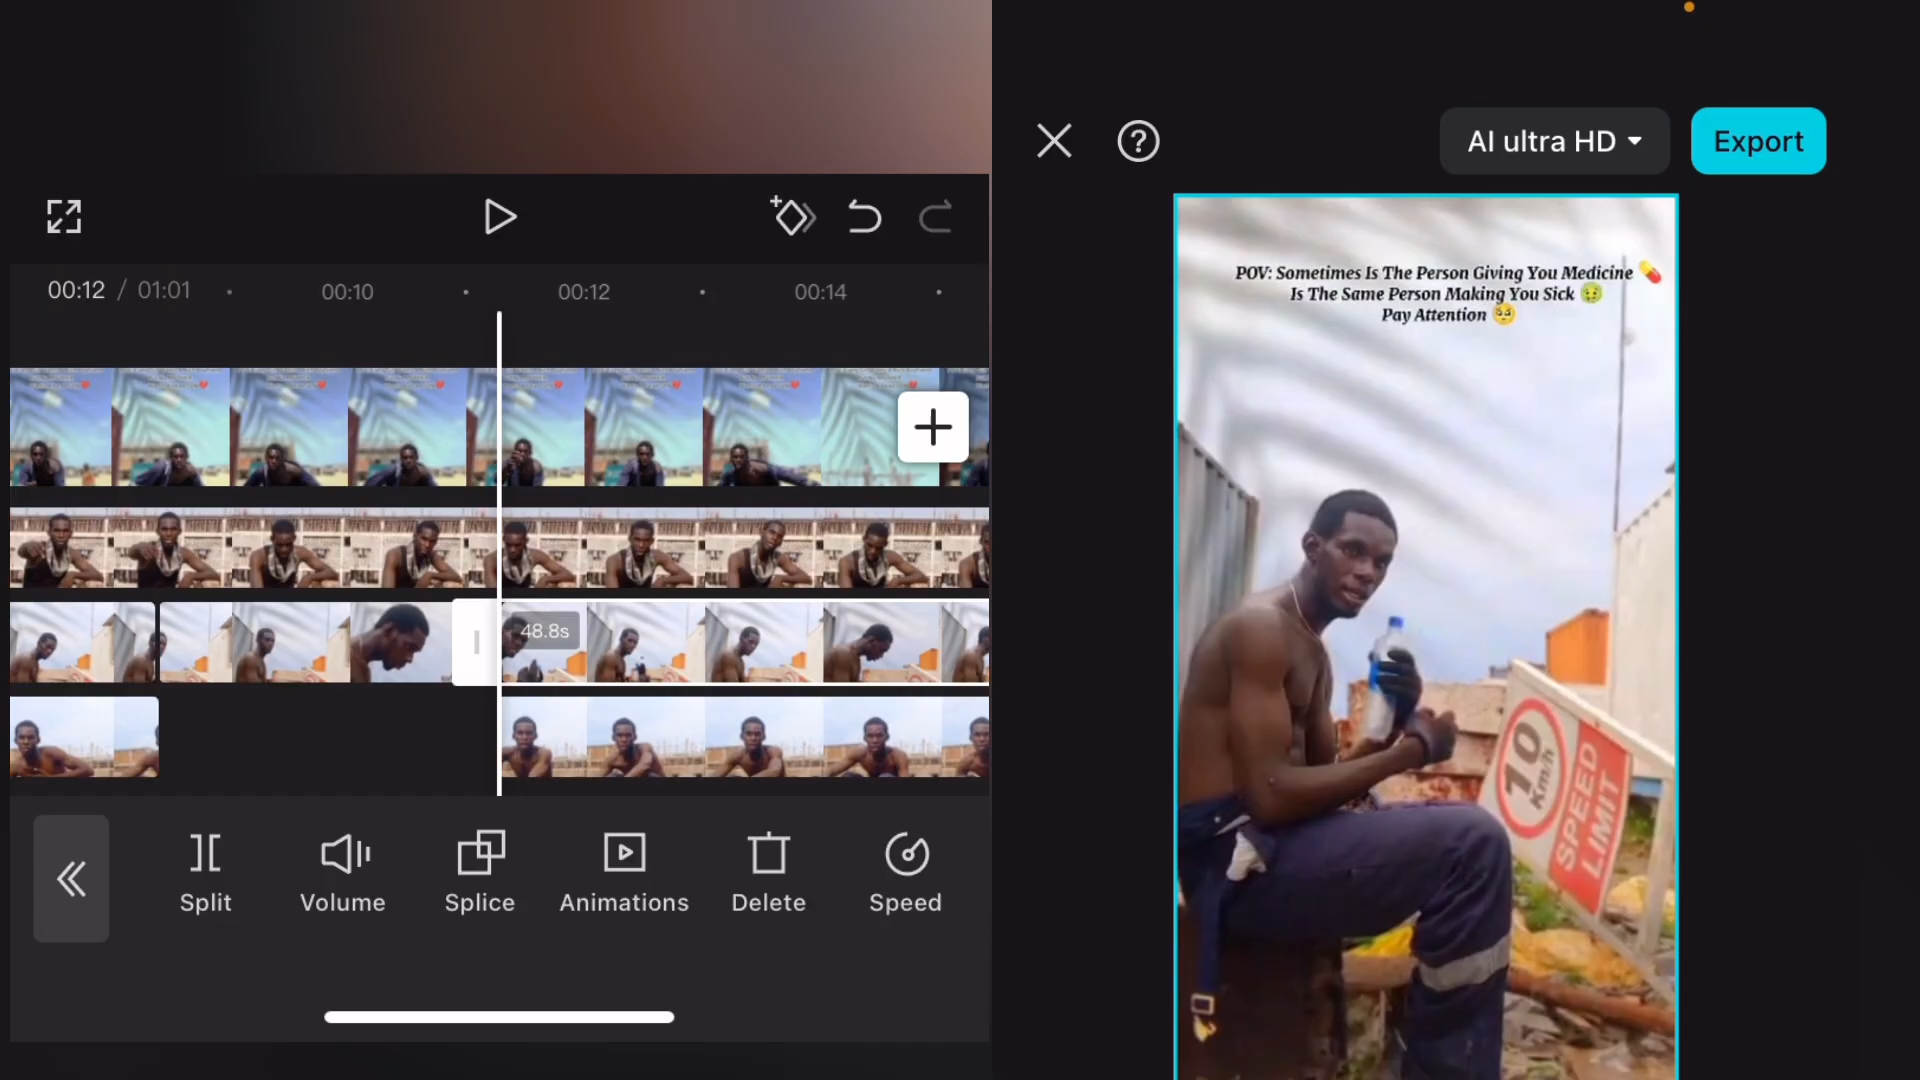 AI ultra HD
Export
00:12 / 01:01
00:10
00:12
00:14
POV: Sometimes Is The Person Giving You Medicine 💊
Is The Same Person Making You Sick 🤢
Pay Attention 🥺
48.8s
10
Km/h
SPEED
LIMIT
Split
Volume
Splice
Animations
Delete
Speed